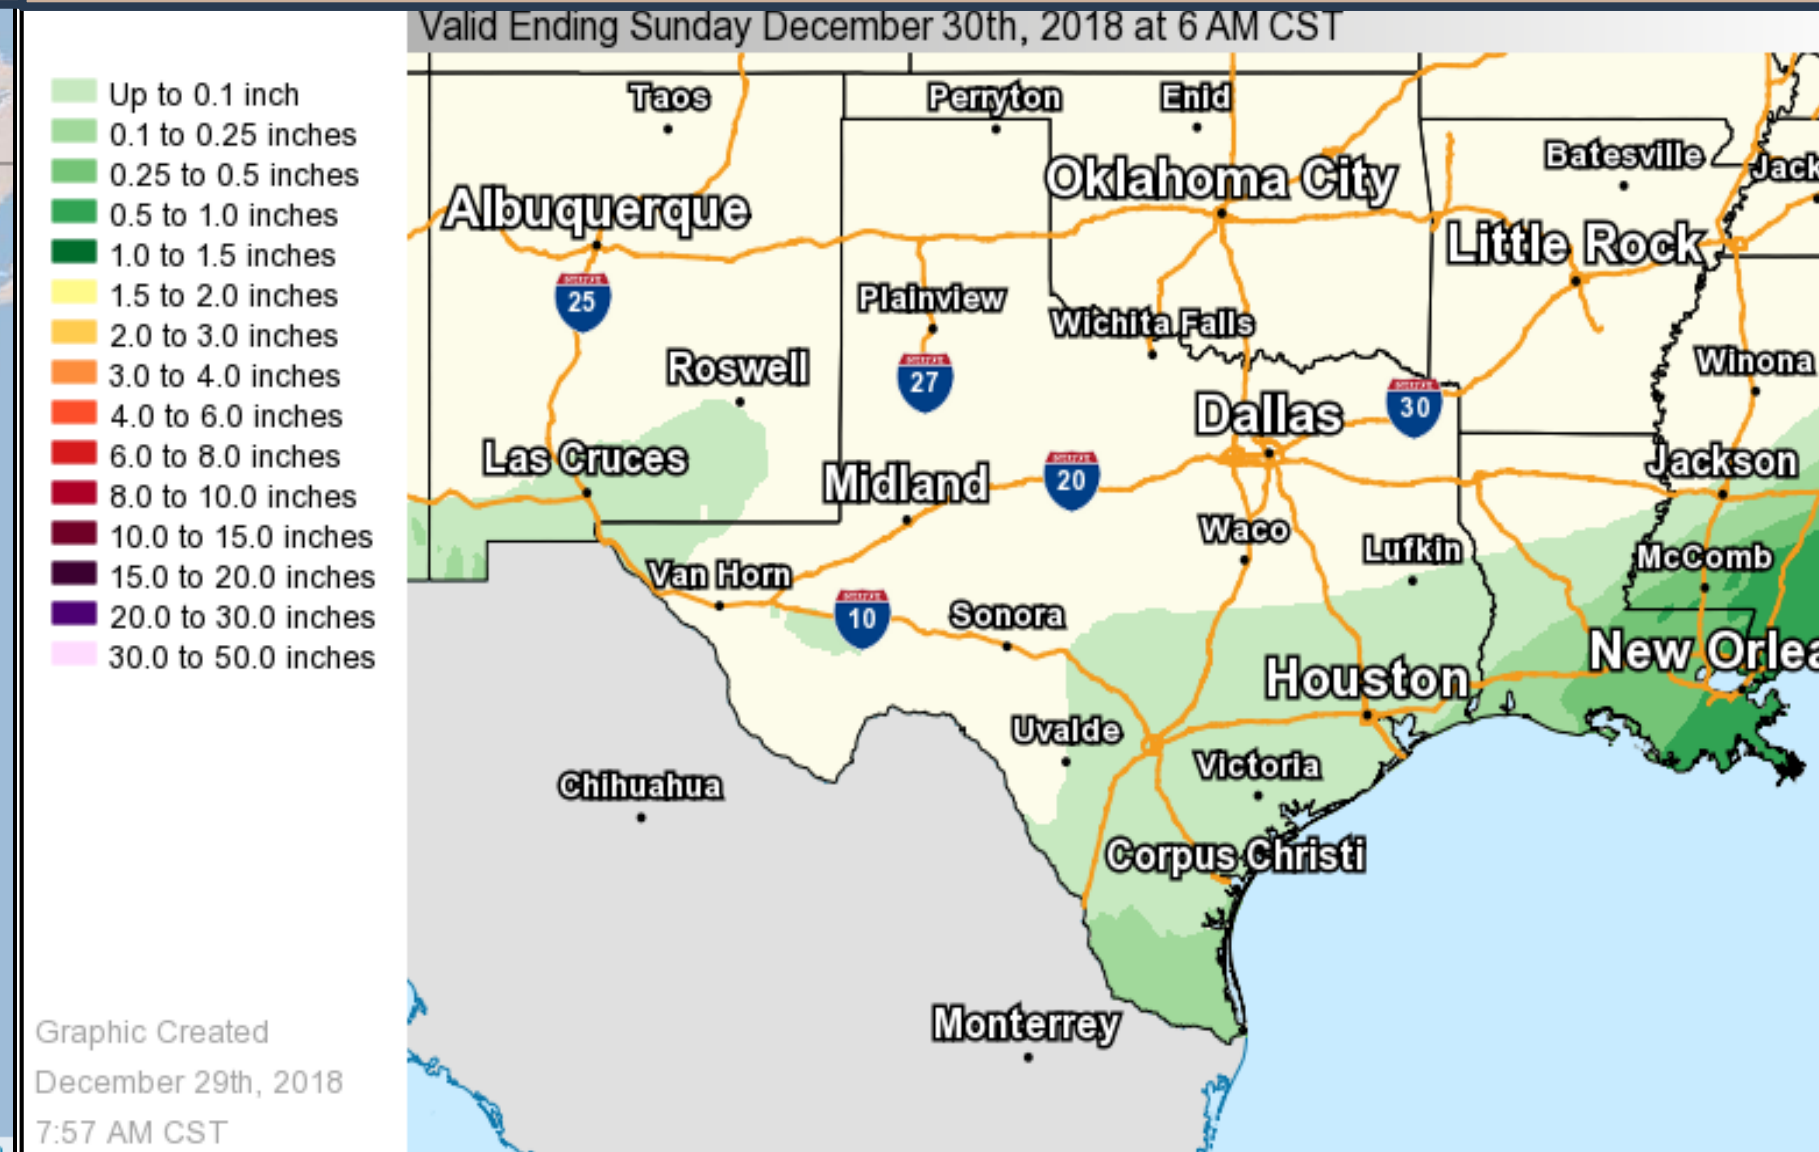 Valid Ending Sunday December 30th, 2018 at 6 AM CST
Up to 0.1 inch
0.1 to 0.25 inches
0.25 to 0.5 inches
0.5 to 1.0 inches
1.0 to 1.5 inches
1.5 to 2.0 inches
2.0 to 3.0 inches
3.0 to 4.0 inches
4.0 to 6.0 inches
6.0 to 8.0 inches
8.0 to 10.0 inches
10.0 to 15.0 inches
15.0 to 20.0 inches
20.0 to 30.0 inches
30.0 to 50.0 inches
Graphic Created
December 29th, 2018
7:57 AM CST
Taos
Perryton
Enid
Batesville
Jack
Oklahoma City
Albuquerque
Little Rock
25
Plainview
Wichita Falls
Roswell
27
Winona
30
Dallas
Las Cruces
Midland
20
Jackson
Waco
Lufkin
McComb
Van Horn
10
Sonora
New Orlea
Houston
Uvalde
Victoria
Chihuahua
Corpus Christi
Monterrey